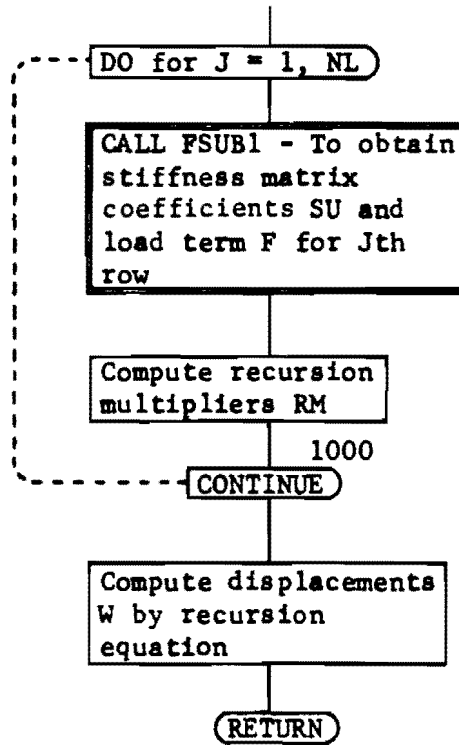 DO for J = 1, NL
CALL FSUB1 - To obtain
stiffness matrix
coefficients SU and
load term F for Jth
row
Compute recursion
multipliers RM
1000
CONTINUE
Compute displacements
W by recursion
equation
RETURN